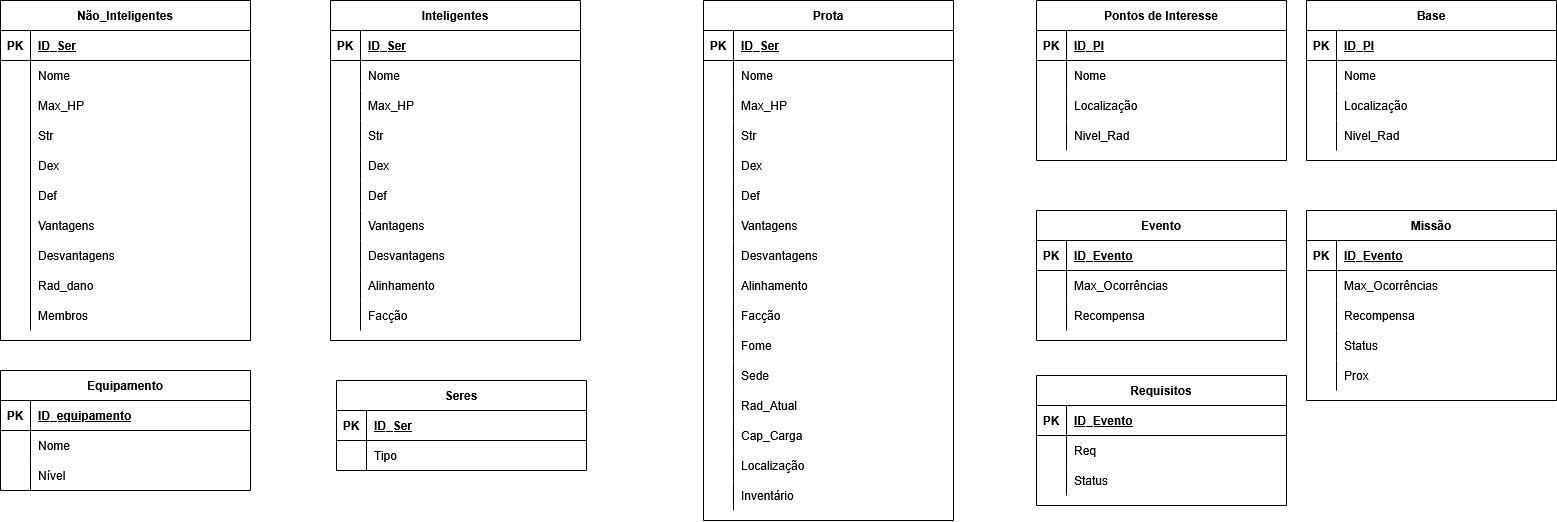 Não_Inteligentes
PK ID_Ser
Nome
Max_HP
Str
Dex
Def
Vantagens
Desvantagens
Rad_dano
Membros
Inteligentes
PK ID_Ser
Nome
Max_HP
Str
Dex
Def
Vantagens
Desvantagens
Alinhamento
Facção
Prota
PK ID_Ser
Nome
Max_HP
Str
Dex
Def
Vantagens
Desvantagens
Alinhamento
Facção
Fome
Sede
Rad_Atual
Cap_Carga
Localização
Inventário
Pontos de Interesse
PK ID_PI
Nome
Localização
Nivel_Rad
Base
PK ID_PI
Nome
Localização
Nivel_Rad
Evento
PK ID_Evento
Max_Ocorrências
Recompensa
Missão
PK ID_Evento
Max_Ocorrências
Recompensa
Status
Prox
Equipamento
PK ID_equipamento
Nome
Nível
Seres
PK ID_Ser
Tipo
Requisitos
PK ID_Evento
Req
Status